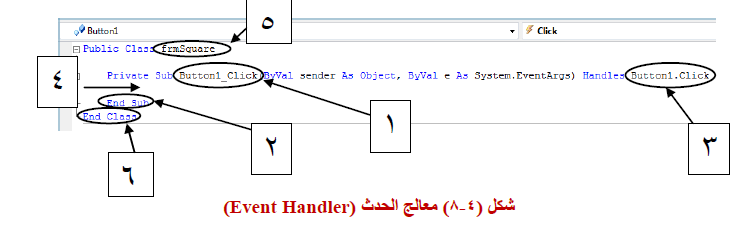 ٥
Button1 Click
Public Class frmSquare
٤
Private Sub Button1_Click(ByVal sender As Object, ByVal e As System.EventArgs) Handles Button1.Click
End Sub
End Class
٦ ٢ ١ ٣
شكل (٤-٨) معالج الحدث (Event Handler)